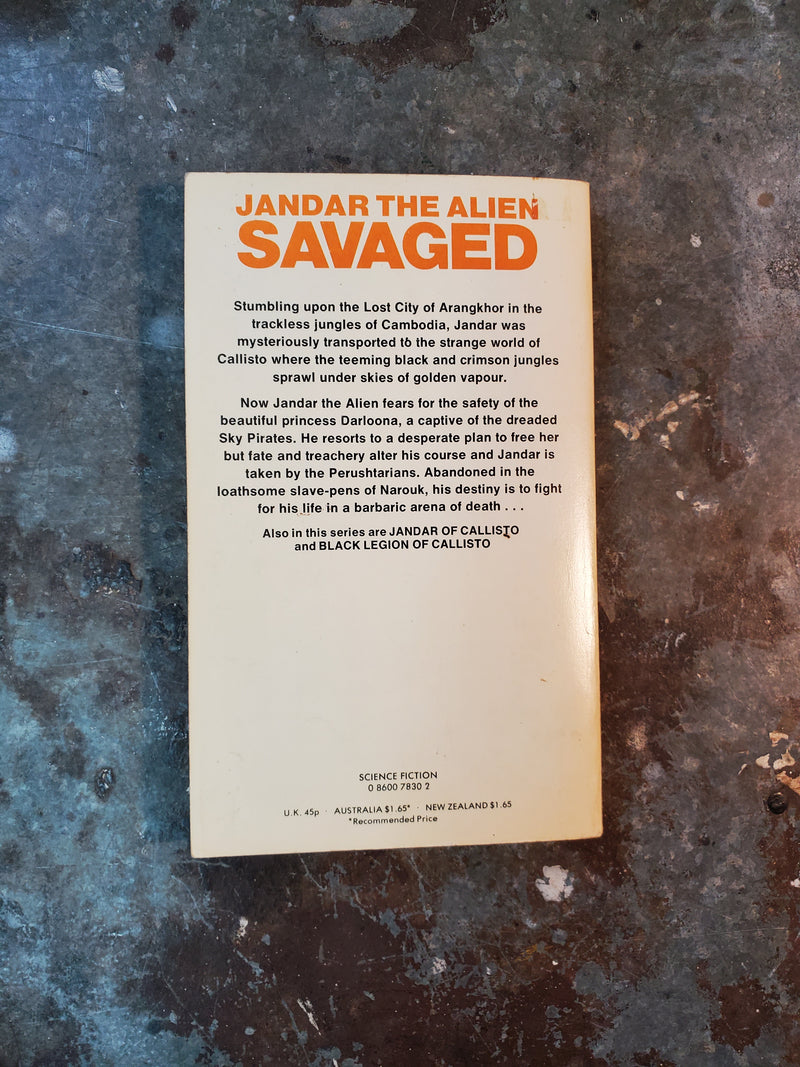 JANDAR THE ALIEN
SAVAGED
Stumbling upon the Lost City of Arangkhor in the
trackless jungles of Cambodia, Jandar was
mysteriously transported to the strange world of
Callisto where the teeming black and crimson jungles
sprawl under skies of golden vapour.
Now Jandar the Alien fears for the safety of the
beautiful princess Darloona, a captive of the dreaded
Sky Pirates. He resorts to a desperate plan to free her
but fate and treachery alter his course and Jandar is
taken by the Perushtarians. Abandoned in the
loathsome slave-pens of Narouk, his destiny is to fight
for his life in a barbaric arena of death . . .
Also in this series are JANDAR OF CALLISTO
and BLACK LEGION OF CALLISTO
SCIENCE FICTION
0 8600 7830 2
U.K. 45p · AUSTRALIA $1.65* · NEW ZEALAND $1.65
*Recommended Price